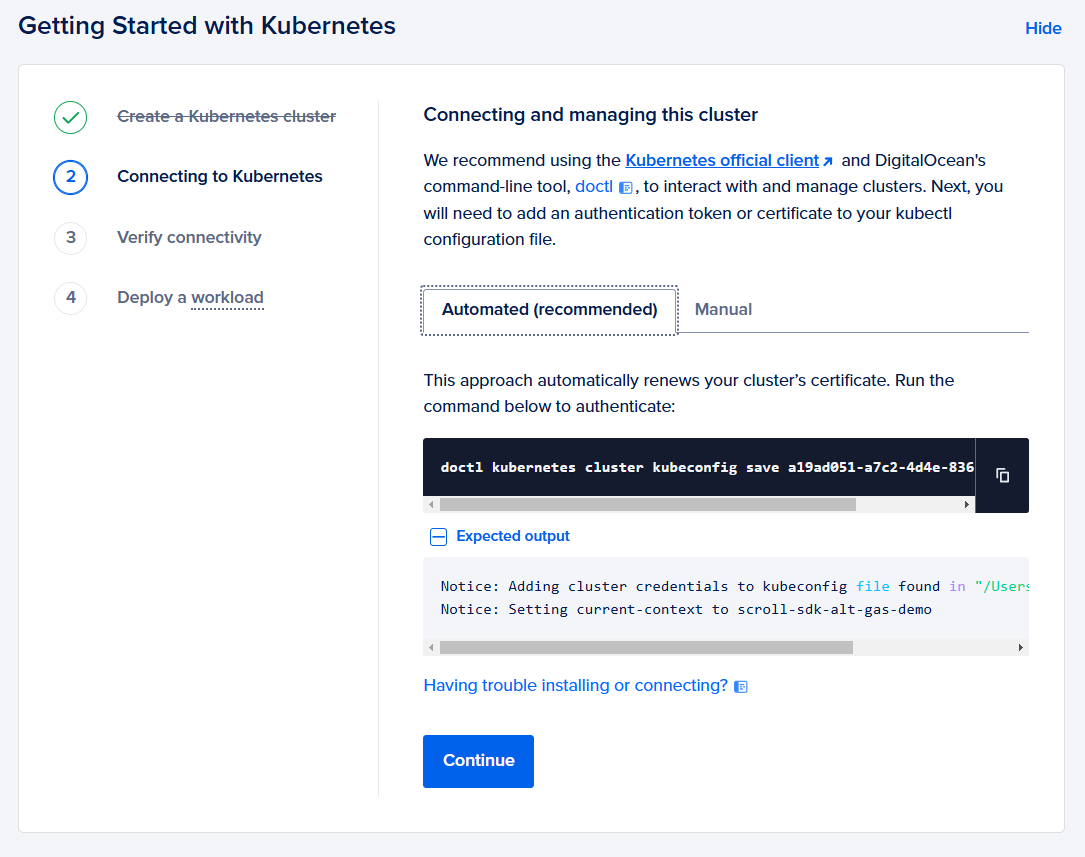 Getting Started with Kubernetes
Hide
Create a Kubernetes cluster
2 Connecting to Kubernetes
3 Verify connectivity
4 Deploy a workload
Connecting and managing this cluster
We recommend using the Kubernetes official client and DigitalOcean's
command-line tool, doctl , to interact with and manage clusters. Next, you
will need to add an authentication token or certificate to your kubectl
configuration file.
Automated (recommended) Manual
This approach automatically renews your cluster’s certificate. Run the
command below to authenticate:
doctl kubernetes cluster kubeconfig save a19ad051-a7c2-4d4e-836
Expected output
Notice: Adding cluster credentials to kubeconfig file found in "/Users
Notice: Setting current-context to scroll-sdk-alt-gas-demo
Having trouble installing or connecting?
Continue